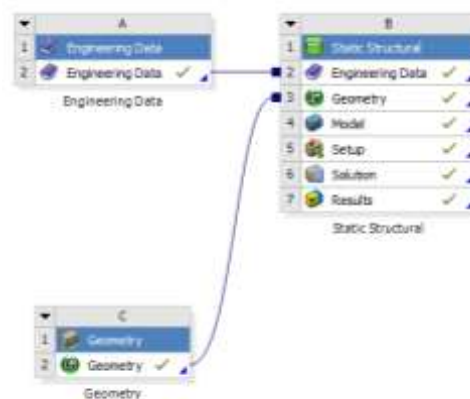 A
1 Engineering Data
2 Engineering Data
Engineering Data
B
1 Static Structural
2 Engineering Data
3 Geometry
4 Model
5 Setup
6 Solution
7 Results
Static Structural
C
1 Geometry
2 Geometry
Geometry